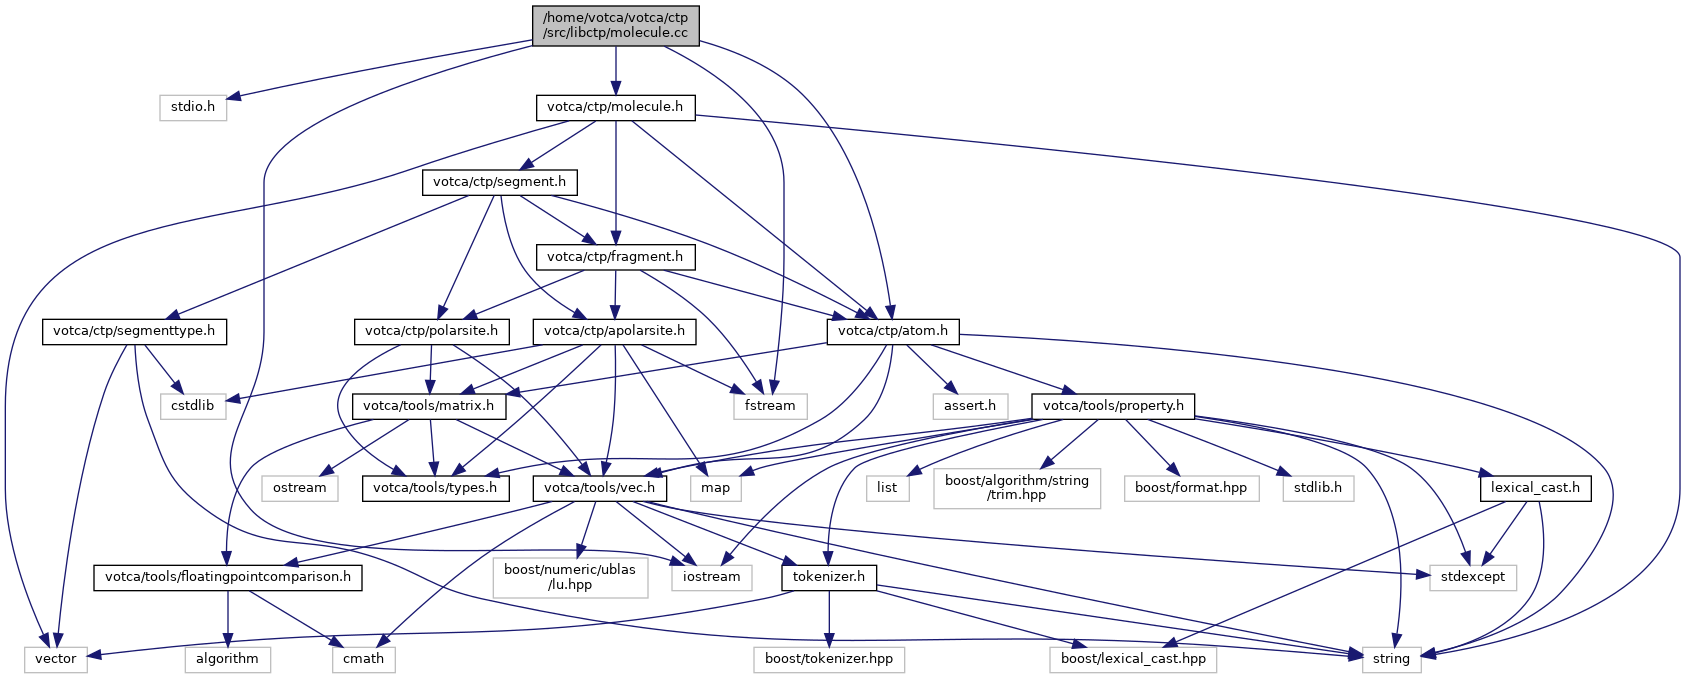 /home/votca/votca/ctp
/src/libctp/molecule.cc
stdio.h
votca/ctp/molecule.h
votca/ctp/segment.h
votca/ctp/fragment.h
votca/ctp/segmenttype.h
votca/ctp/polarsite.h
votca/ctp/apolarsite.h
votca/ctp/atom.h
cstdlib
votca/tools/matrix.h
fstream
assert.h
votca/tools/property.h
ostream
votca/tools/types.h
votca/tools/vec.h
map
list
boost/algorithm/string
/trim.hpp
boost/format.hpp
stdlib.h
lexical_cast.h
votca/tools/floatingpointcomparison.h
boost/numeric/ublas
/lu.hpp
iostream
tokenizer.h
stdexcept
vector
algorithm
cmath
boost/tokenizer.hpp
boost/lexical_cast.hpp
string